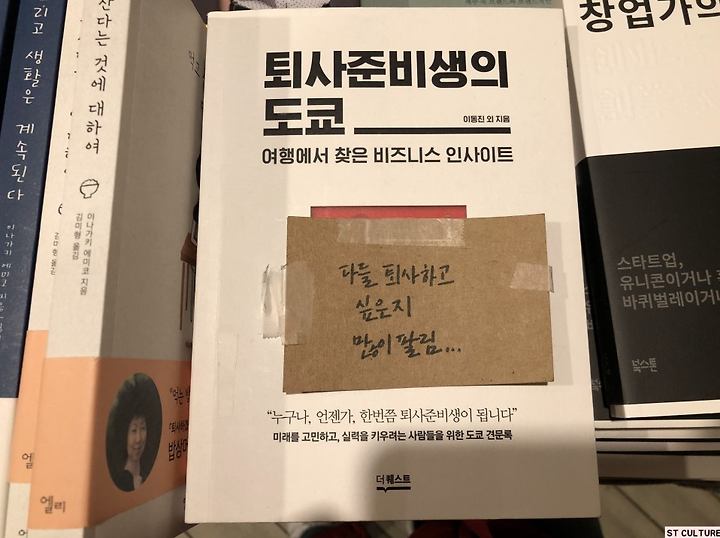 리고 생활은 계속된다
산다는 것에 대하여
이나가키 에미코 지음
김미형 옮김
엘리
퇴사준비생의
도쿄
이동진 외 지음
여행에서 찾은 비즈니스 인사이트
다들 퇴사하고
싶은지
많이 팔림...
“누구나, 언젠가, 한번쯤 퇴사준비생이 됩니다”
미래를 고민하고, 실력을 키우려는 사람들을 위한 도쿄 견문록
더퀘스트
창업가의
스타트업,
유니콘이거나
바퀴벌레이거나
북스톤
ST CULTURE